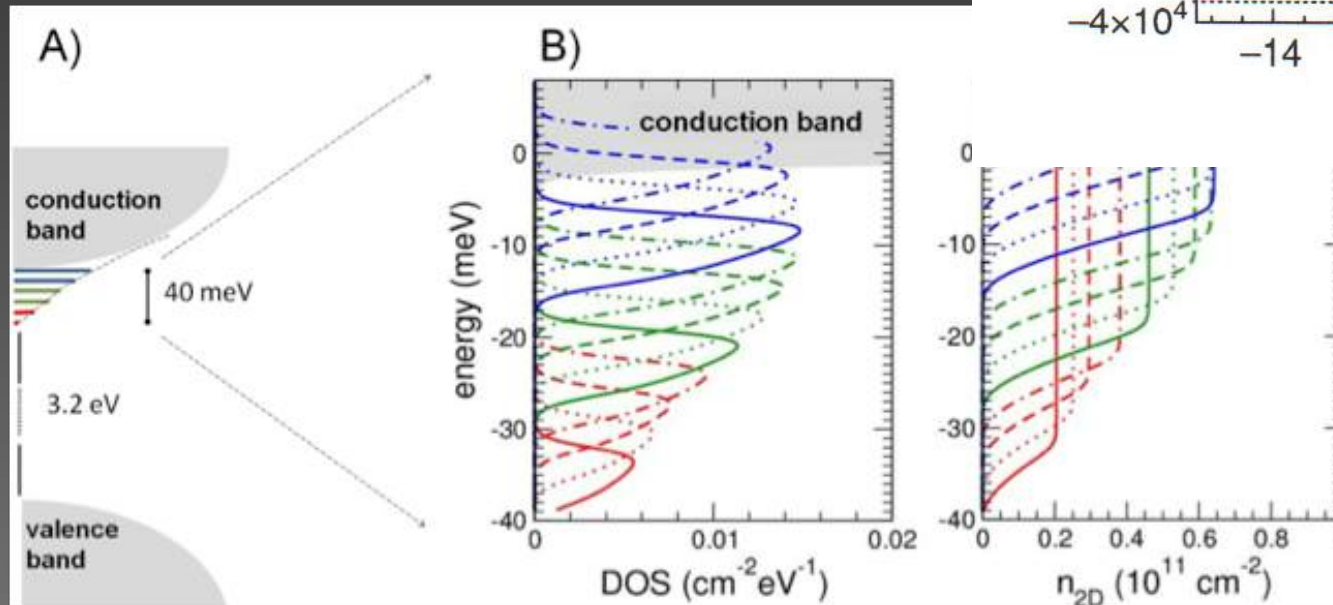 A)
conduction
band
40 meV
3.2 eV
valence
band
B)
conduction band
energy (meV)
0
-10
-20
-30
-40
0
0.01
0.02
DOS (cm⁻²eV⁻¹)
−4×10⁴
−14
0
-10
-20
-30
-40
0
0.2
0.4
0.6
0.8
n₂D (10¹¹ cm⁻²)